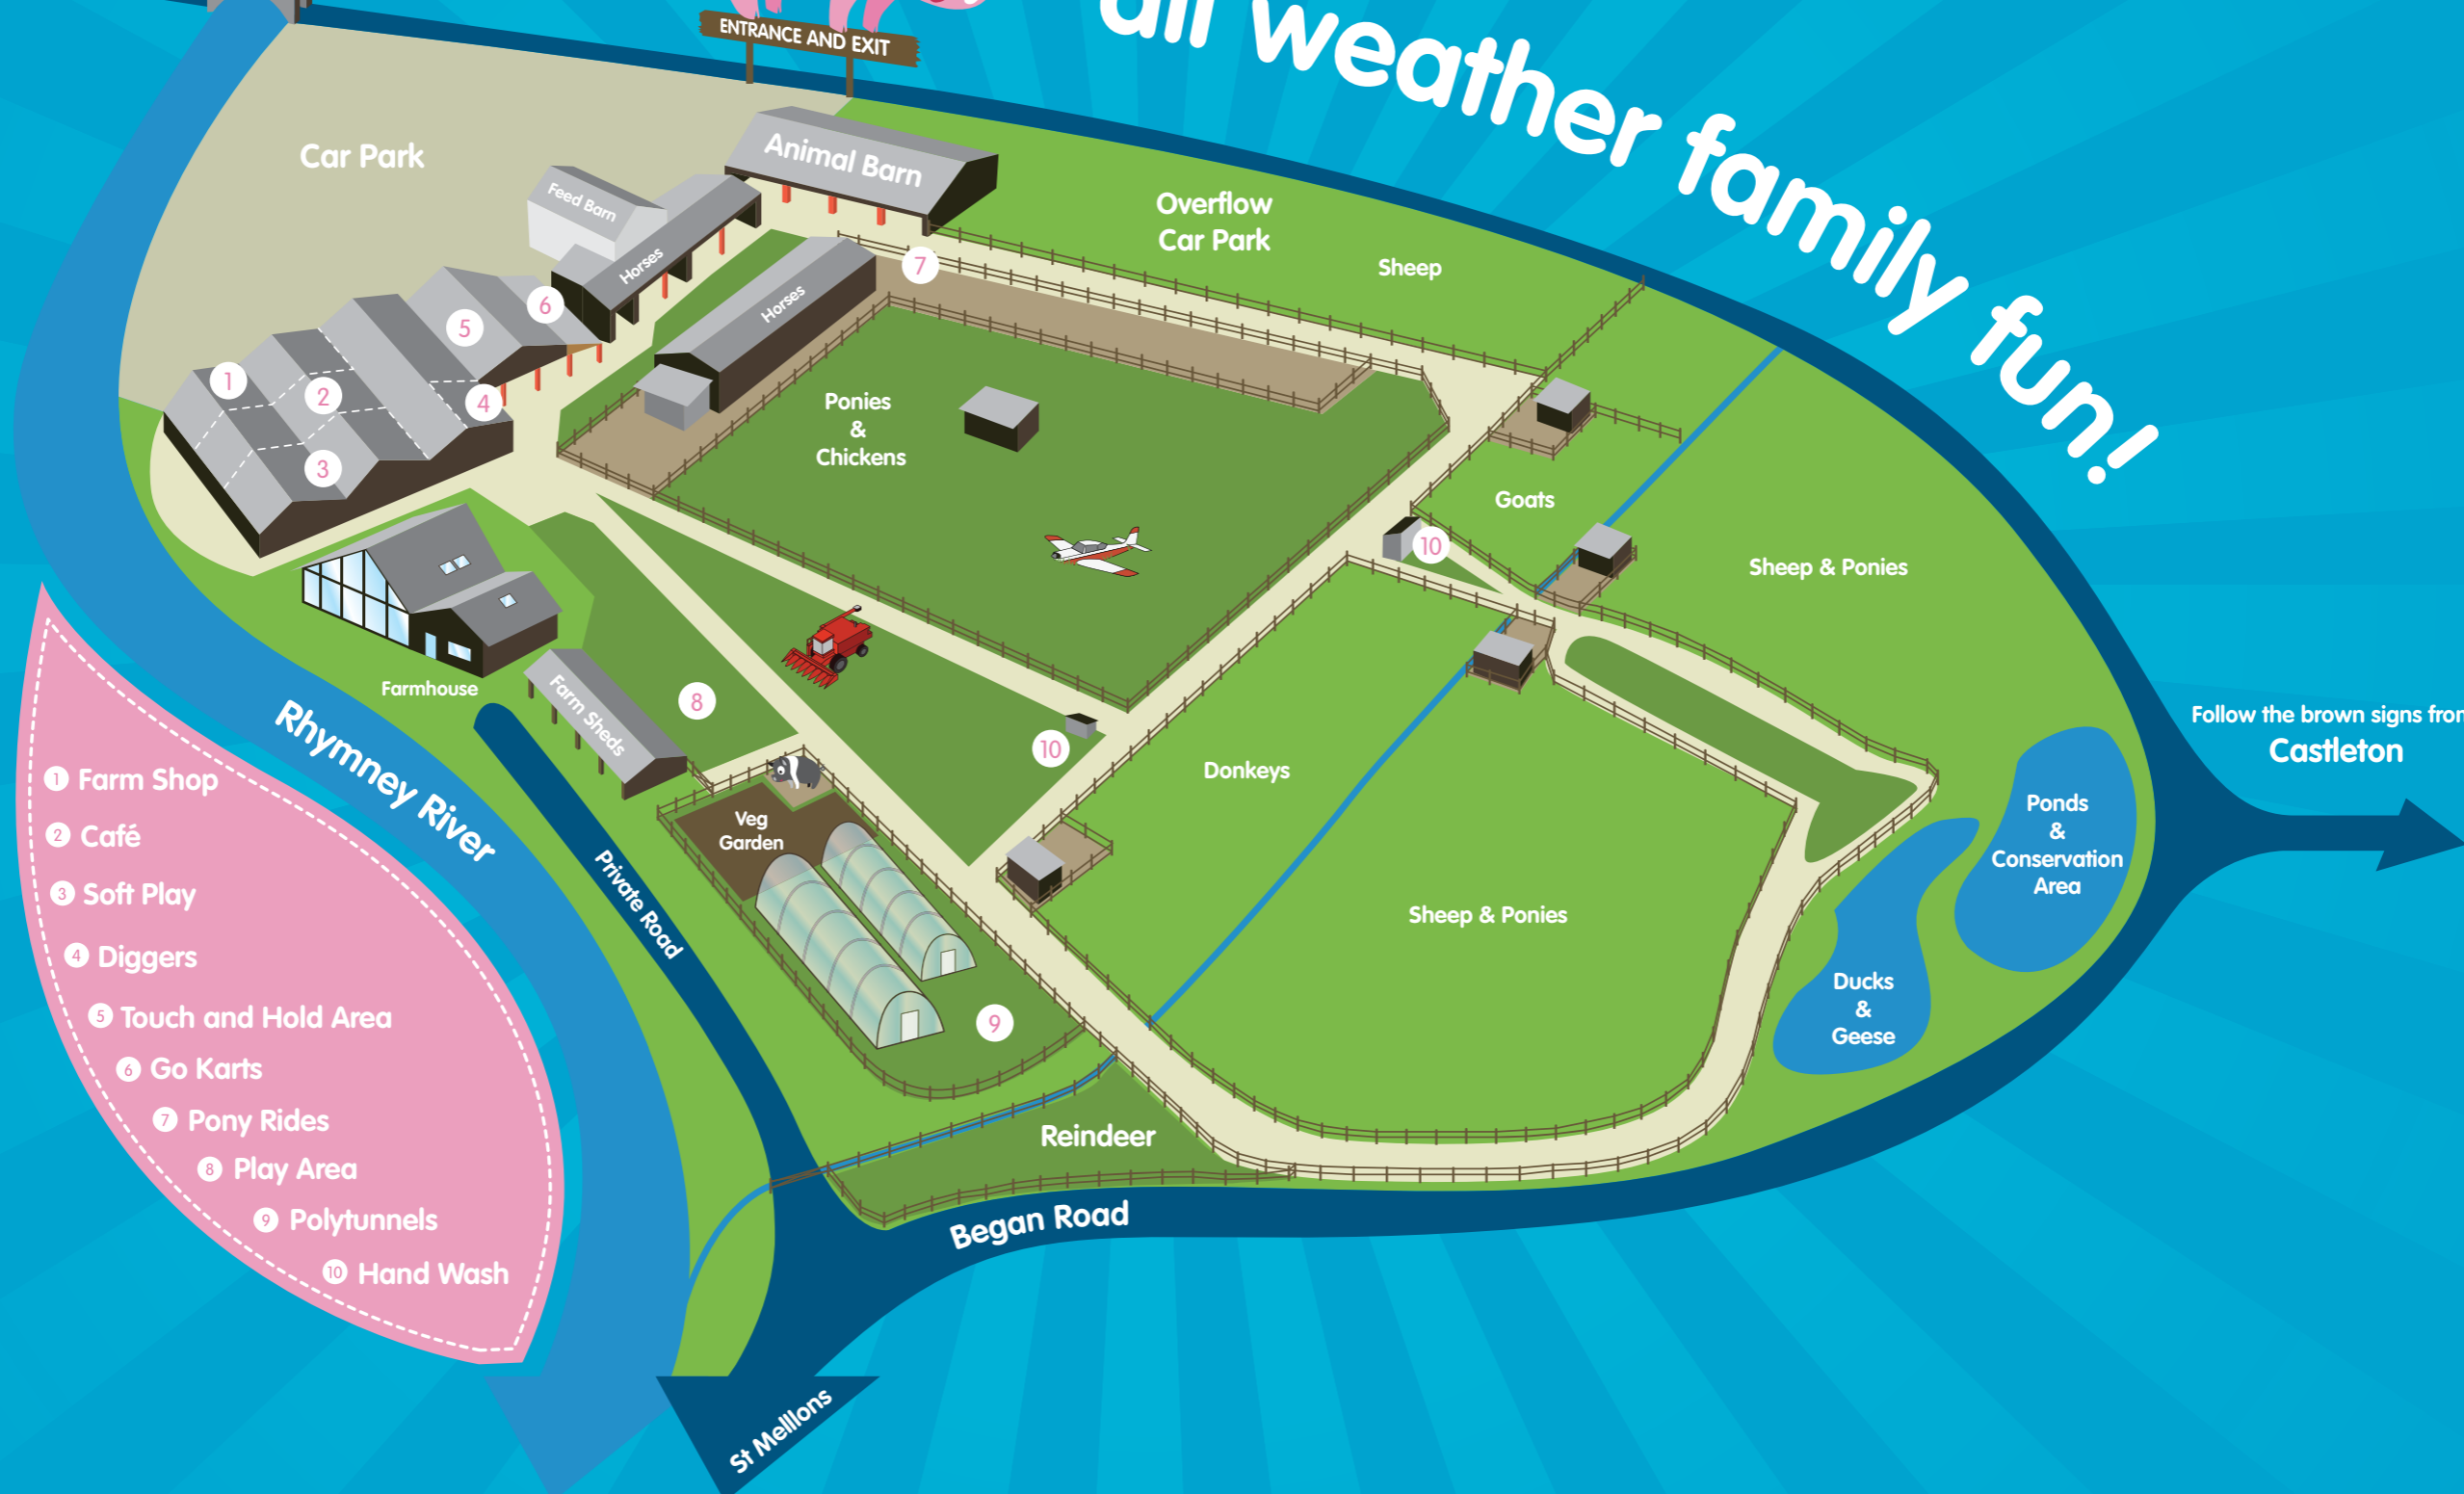 all weather family fun!
ENTRANCE AND EXIT
Car Park
Animal Barn
Feed Barn
Horses
Horses
Overflow
Car Park
Sheep
7
6
5
1
2
4
3
Ponies
&
Chickens
Goats
10
Sheep & Ponies
Farmhouse
Farm Sheds
8
10
Donkeys
Follow the brown signs from
Castleton
Veg
Garden
Ponds
&
Conservation
Area
Sheep & Ponies
Ducks
&
Geese
9
Reindeer
Rhymney River
Private Road
Began Road
St Melllons
1 Farm Shop
2 Café
3 Soft Play
4 Diggers
5 Touch and Hold Area
6 Go Karts
7 Pony Rides
8 Play Area
9 Polytunnels
10 Hand Wash